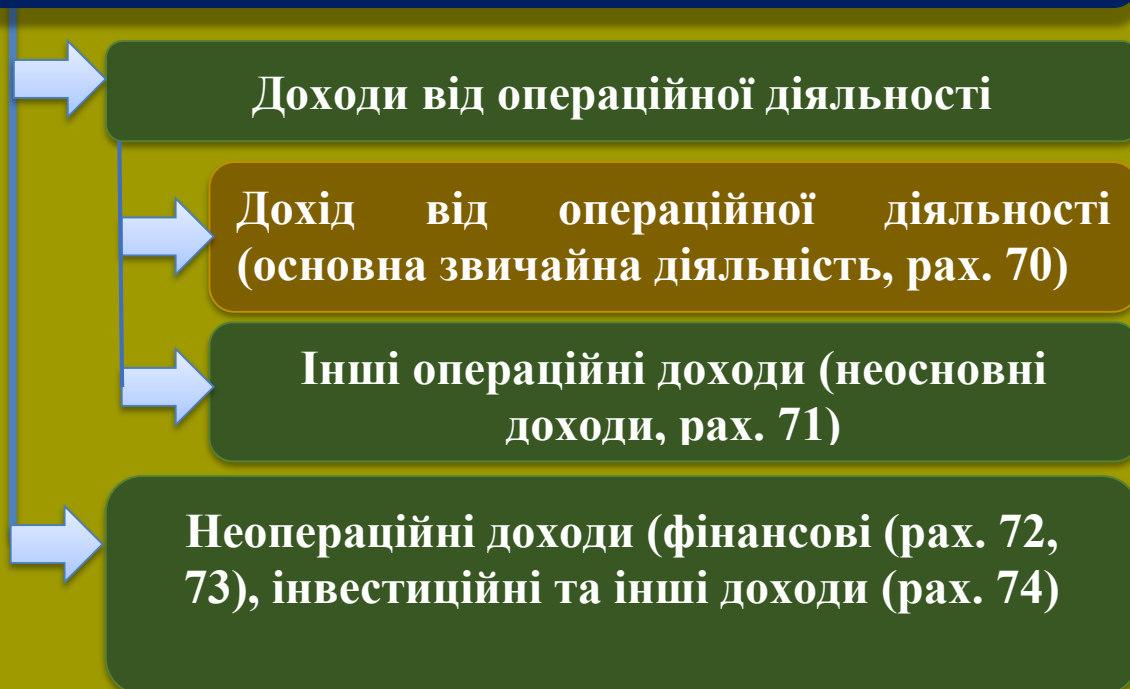 Доходи від операційної діяльності
Дохід від операційної діяльності
(основна звичайна діяльність, рах. 70)
Інші операційні доходи (неосновні
доходи, рах. 71)
Неопераційні доходи (фінансові (рах. 72,
73), інвестиційні та інші доходи (рах. 74)